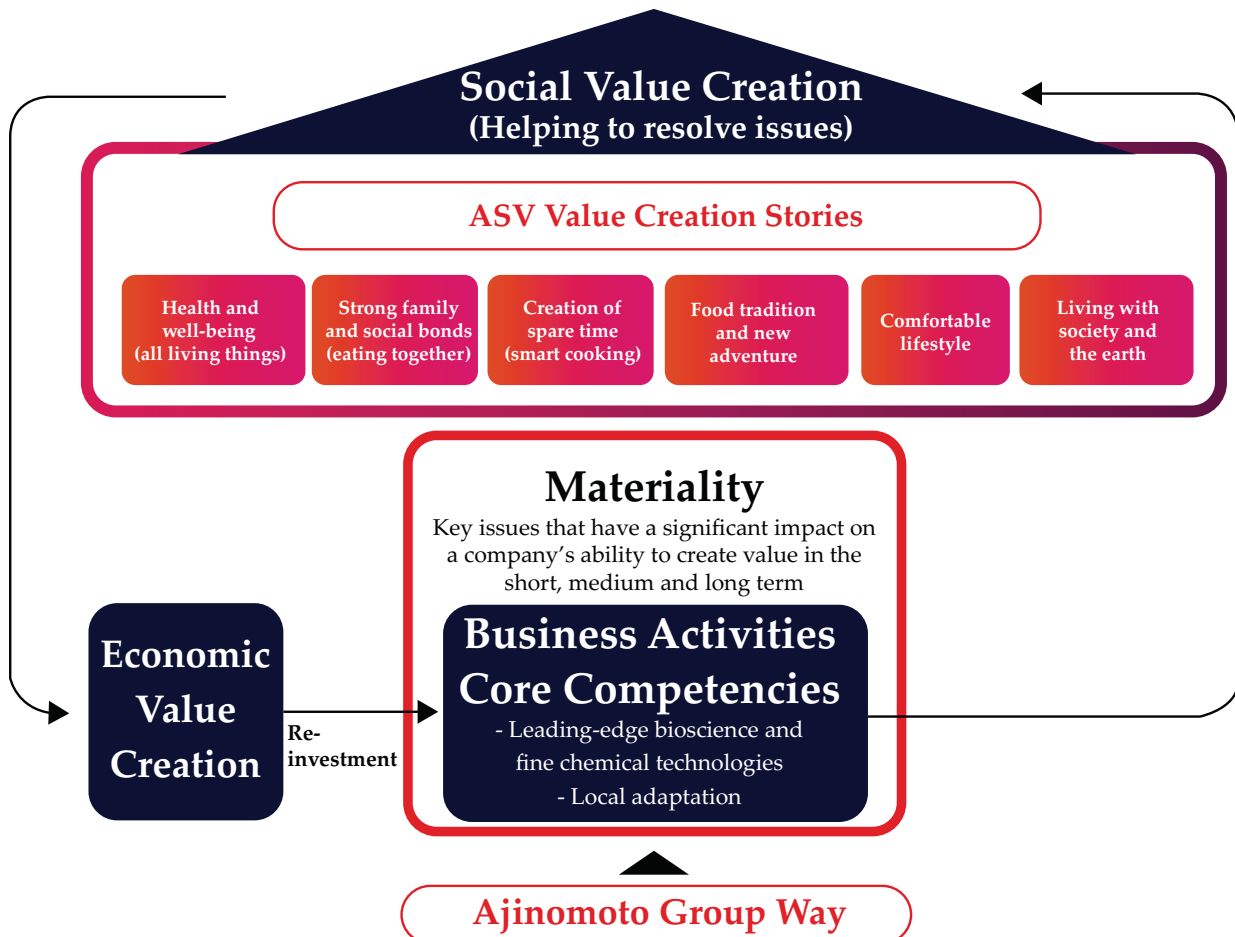 Social Value Creation
(Helping to resolve issues)
ASV Value Creation Stories
Health and
well-being
(all living things)
Strong family
and social bonds
(eating together)
Creation of
spare time
(smart cooking)
Food tradition
and new
adventure
Comfortable
lifestyle
Living with
society and
the earth
Materiality
Key issues that have a significant impact on
a company's ability to create value in the
short, medium and long term
Economic
Value
Creation
Re-
investment
Business Activities
Core Competencies
- Leading-edge bioscience and
fine chemical technologies
- Local adaptation
Ajinomoto Group Way